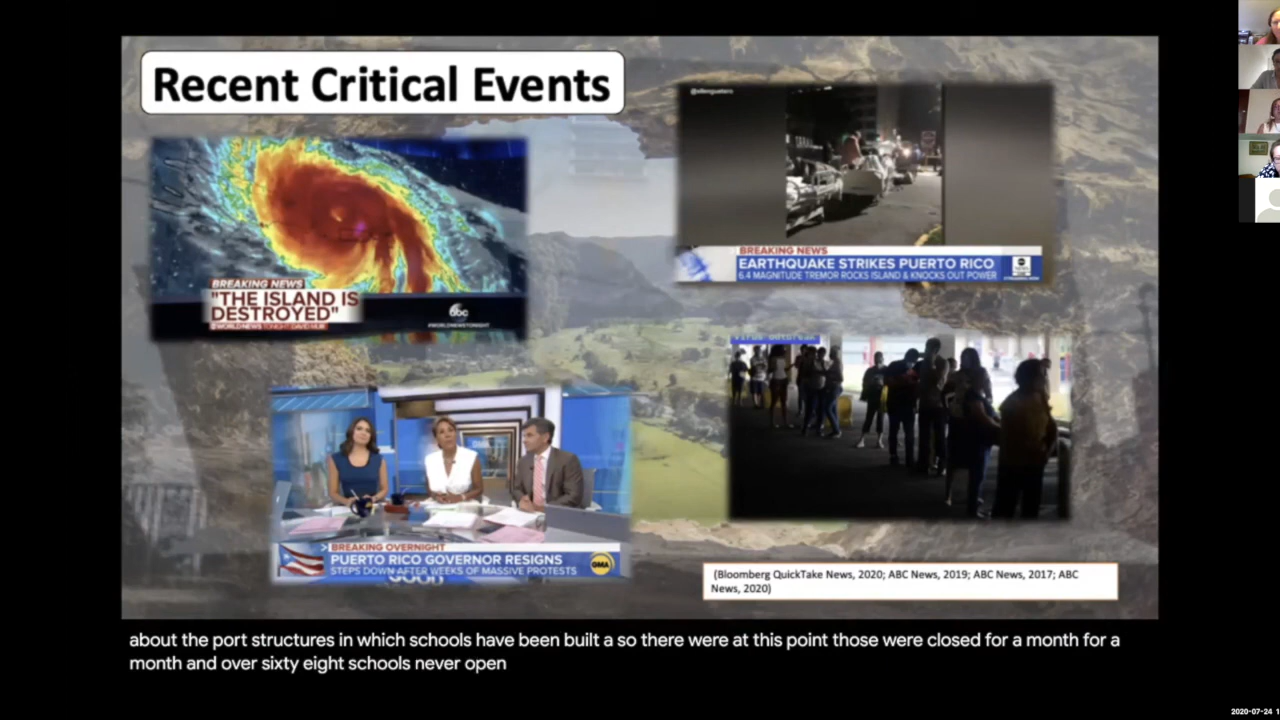 Recent Critical Events
BREAKING NEWS
"THE ISLAND IS
DESTROYED"
abc
#WORLDNEWSTONIGHT
BREAKING NEWS
EARTHQUAKE STRIKES PUERTO RICO
6.4 MAGNITUDE TREMOR ROCKS ISLAND & KNOCKS OUT POWER
BREAKING OVERNIGHT
PUERTO RICO GOVERNOR RESIGNS
STEPS DOWN AFTER WEEKS OF MASSIVE PROTESTS
GMA
(Bloomberg QuickTake News, 2020; ABC News, 2019; ABC News, 2017; ABC
News, 2020)
about the port structures in which schools have been built a so there were at this point those were closed for a month for a
month and over sixty eight schools never open
2020-07-24 1